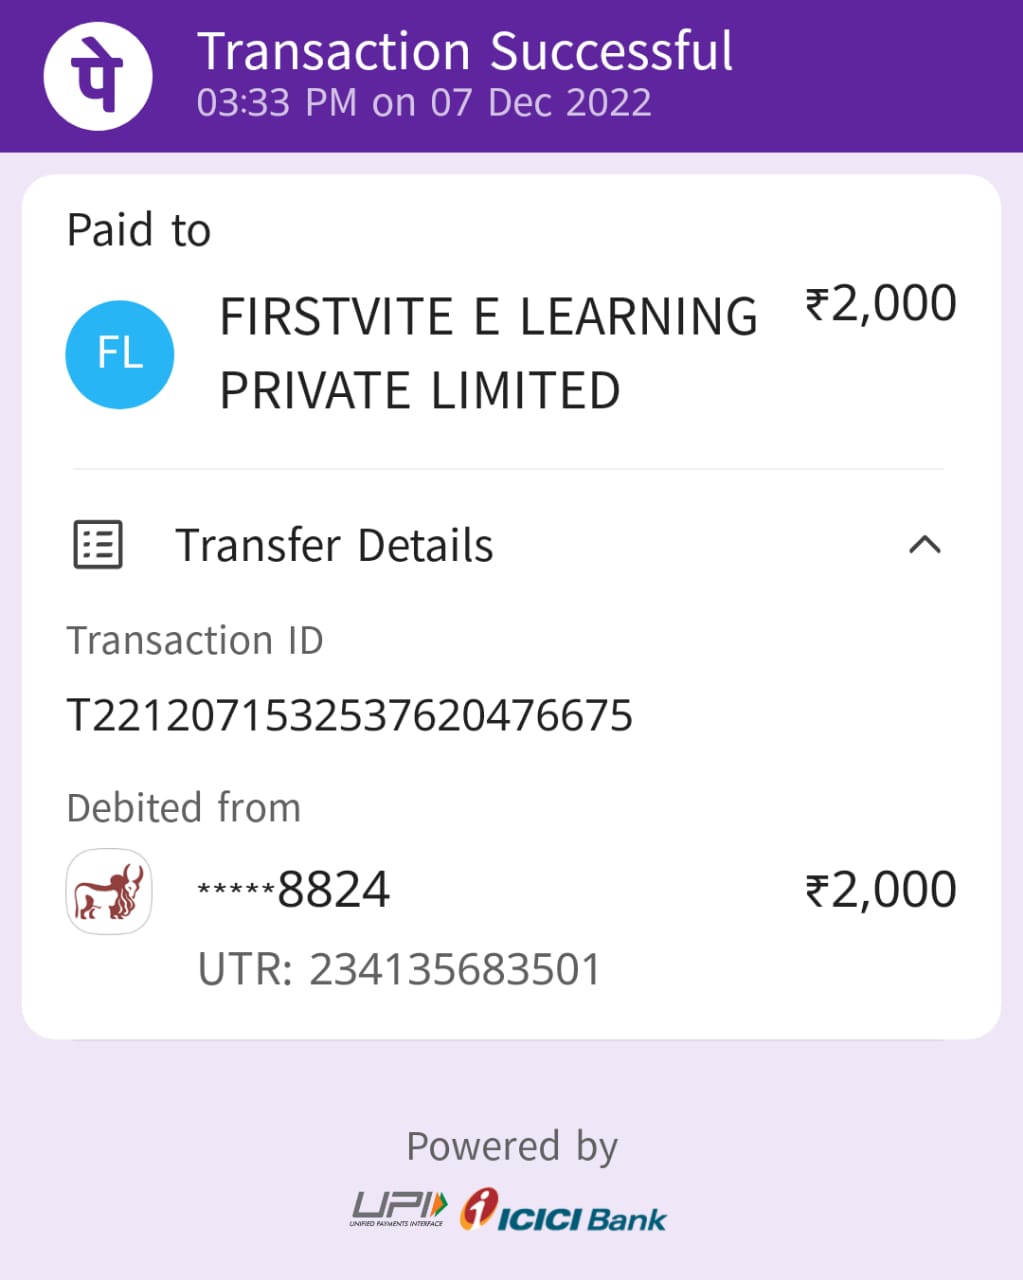 पे
Transaction Successful
03:33 PM on 07 Dec 2022
Paid to
FL
FIRSTVITE E LEARNING
PRIVATE LIMITED
₹2,000
Transfer Details
Transaction ID
T2212071532537620476675
Debited from
*****8824
₹2,000
UTR: 234135683501
Powered by
UPI
UNIFIED PAYMENTS INTERFACE
i ICICI Bank